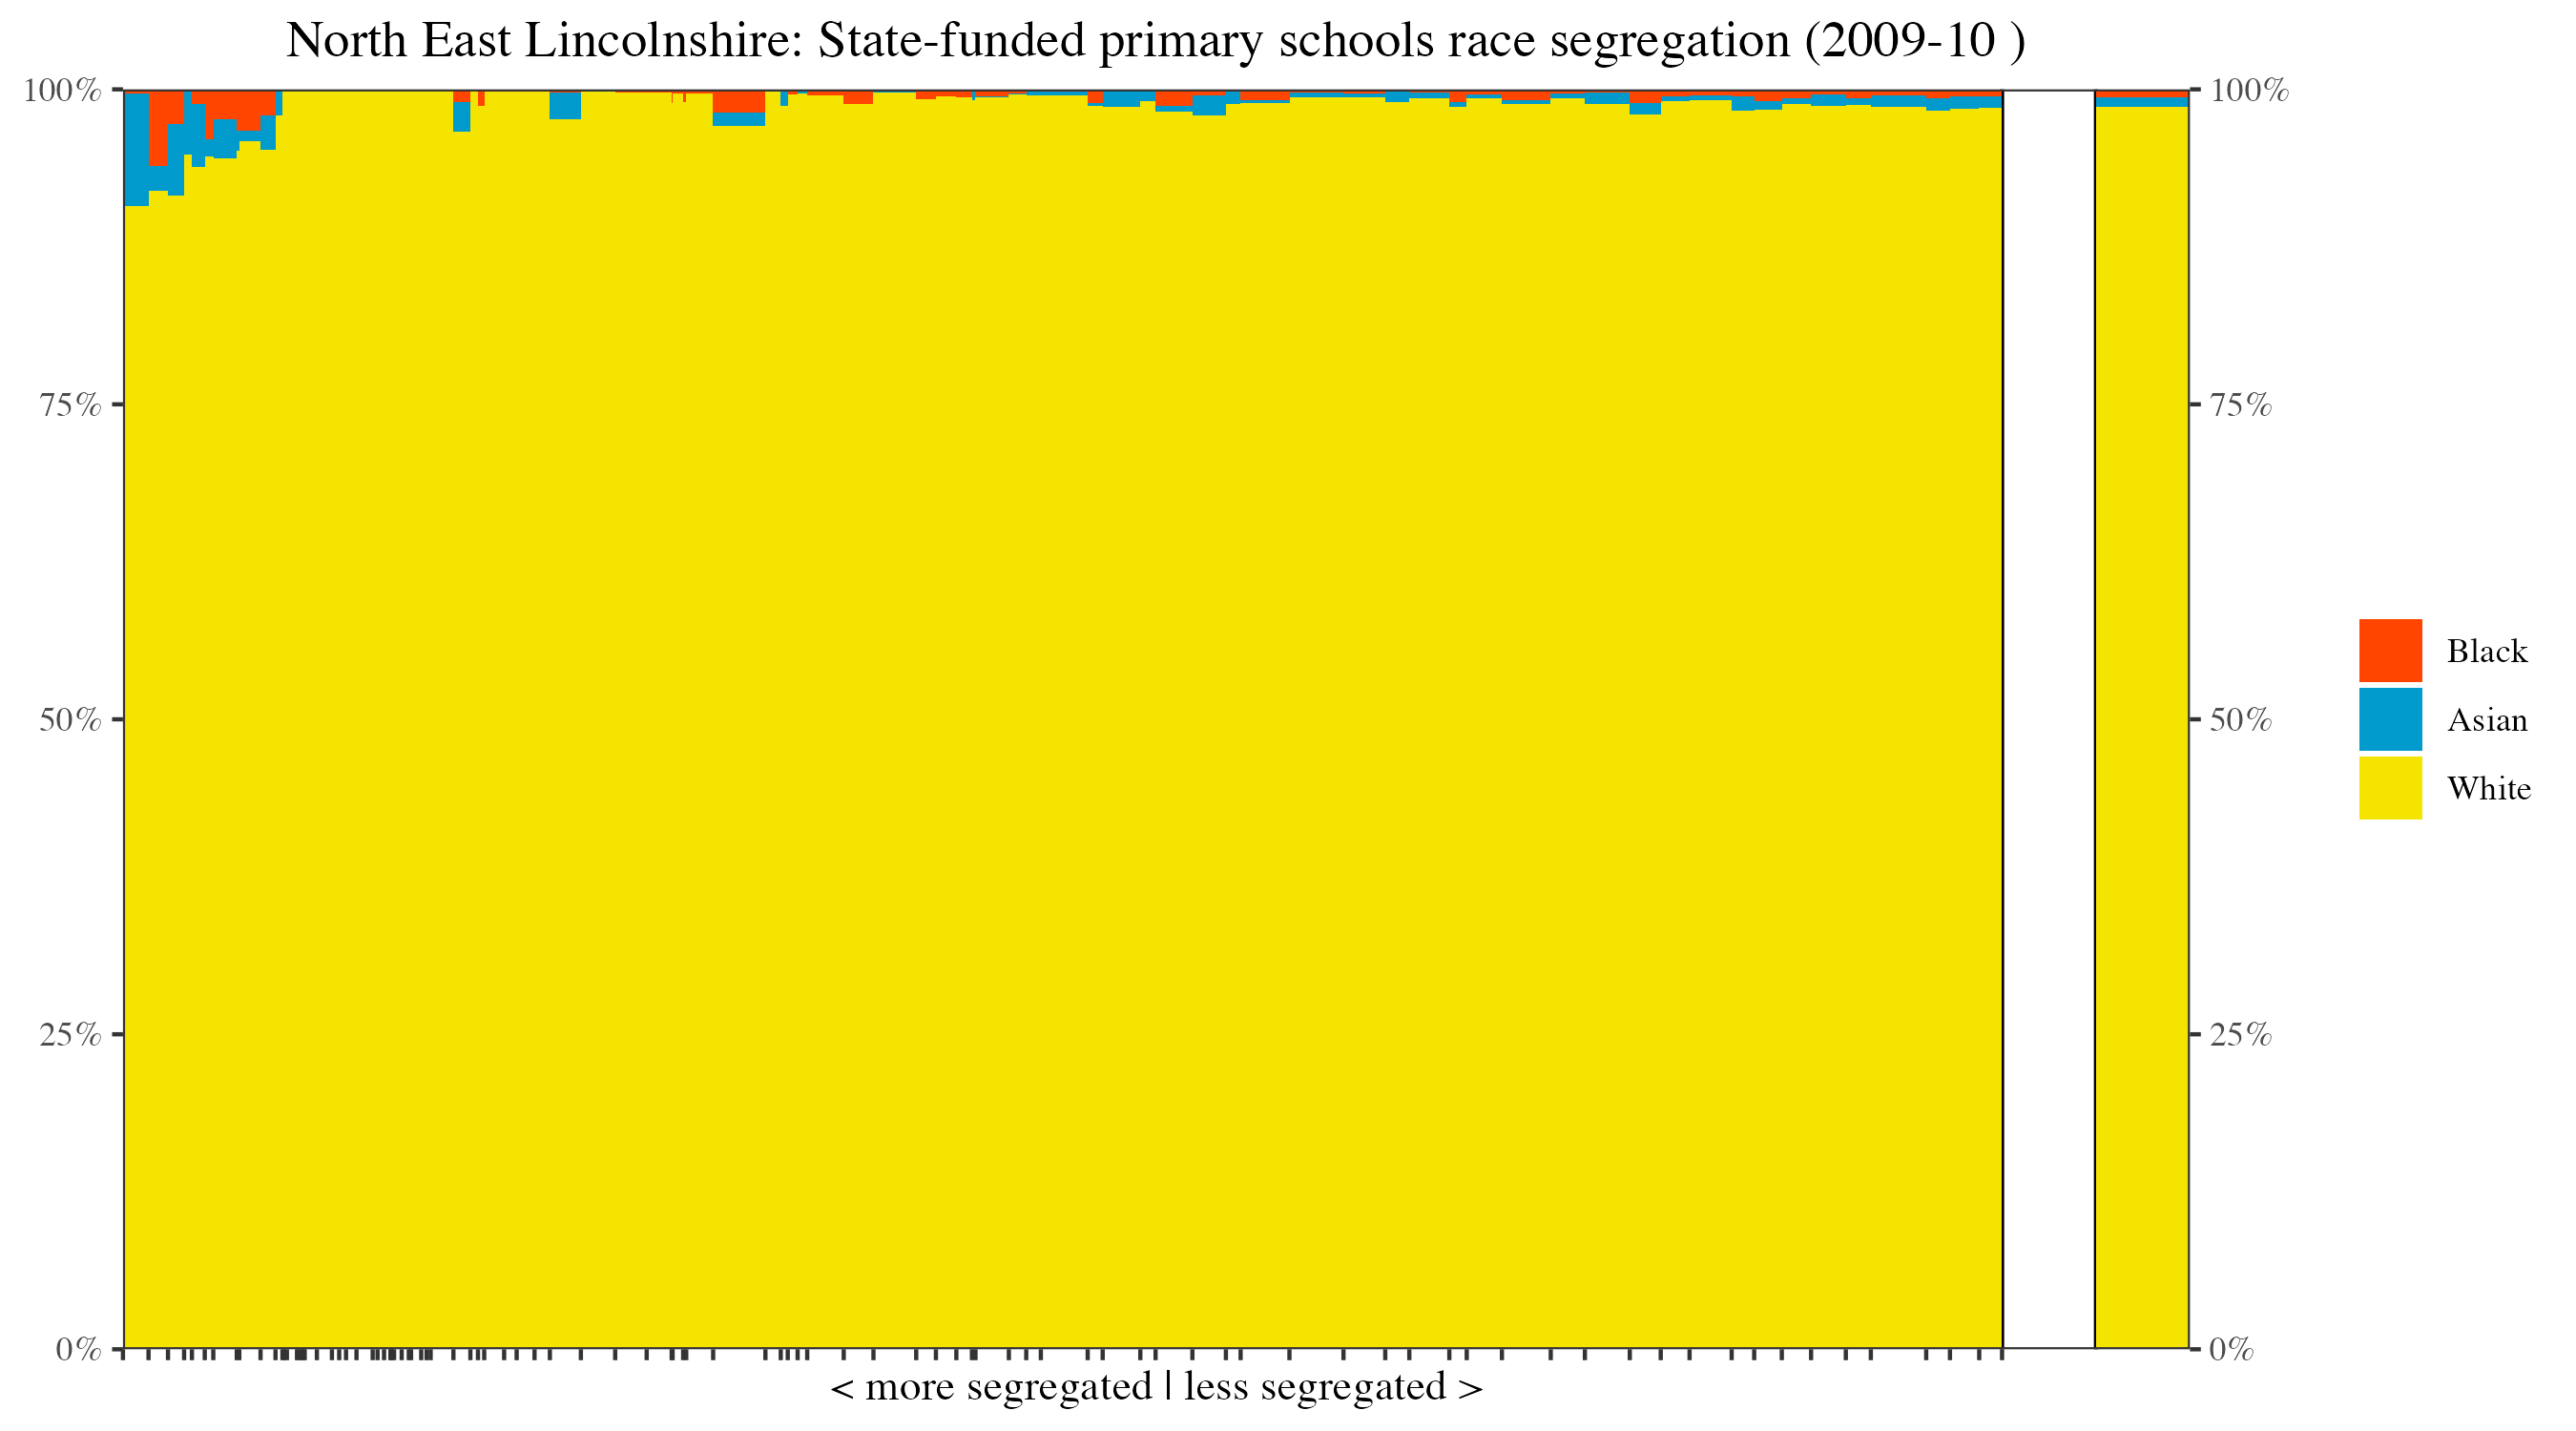 North East Lincolnshire: State-funded primary schools race segregation (2009-10 )
100%
75%
50%
25%
0%
100%
75%
50%
25%
0%
< more segregated | less segregated >
Black
Asian
White